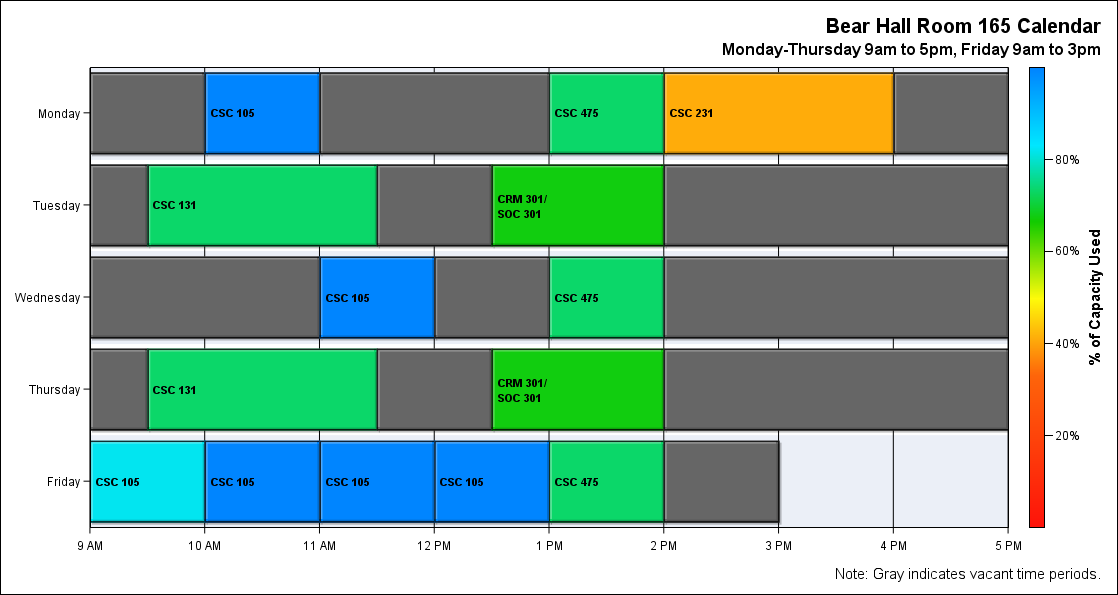 Bear Hall Room 165 Calendar
Monday-Thursday 9am to 5pm, Friday 9am to 3pm
Monday
CSC 105
CSC 475
CSC 231
Tuesday
CSC 131
CRM 301/
SOC 301
Wednesday
CSC 105
CSC 475
Thursday
CSC 131
CRM 301/
SOC 301
Friday
CSC 105
CSC 105
CSC 105
CSC 105
CSC 475
9 AM
10 AM
11 AM
12 PM
1 PM
2 PM
3 PM
4 PM
5 PM
80%
60%
40%
20%
% of Capacity Used
Note: Gray indicates vacant time periods.